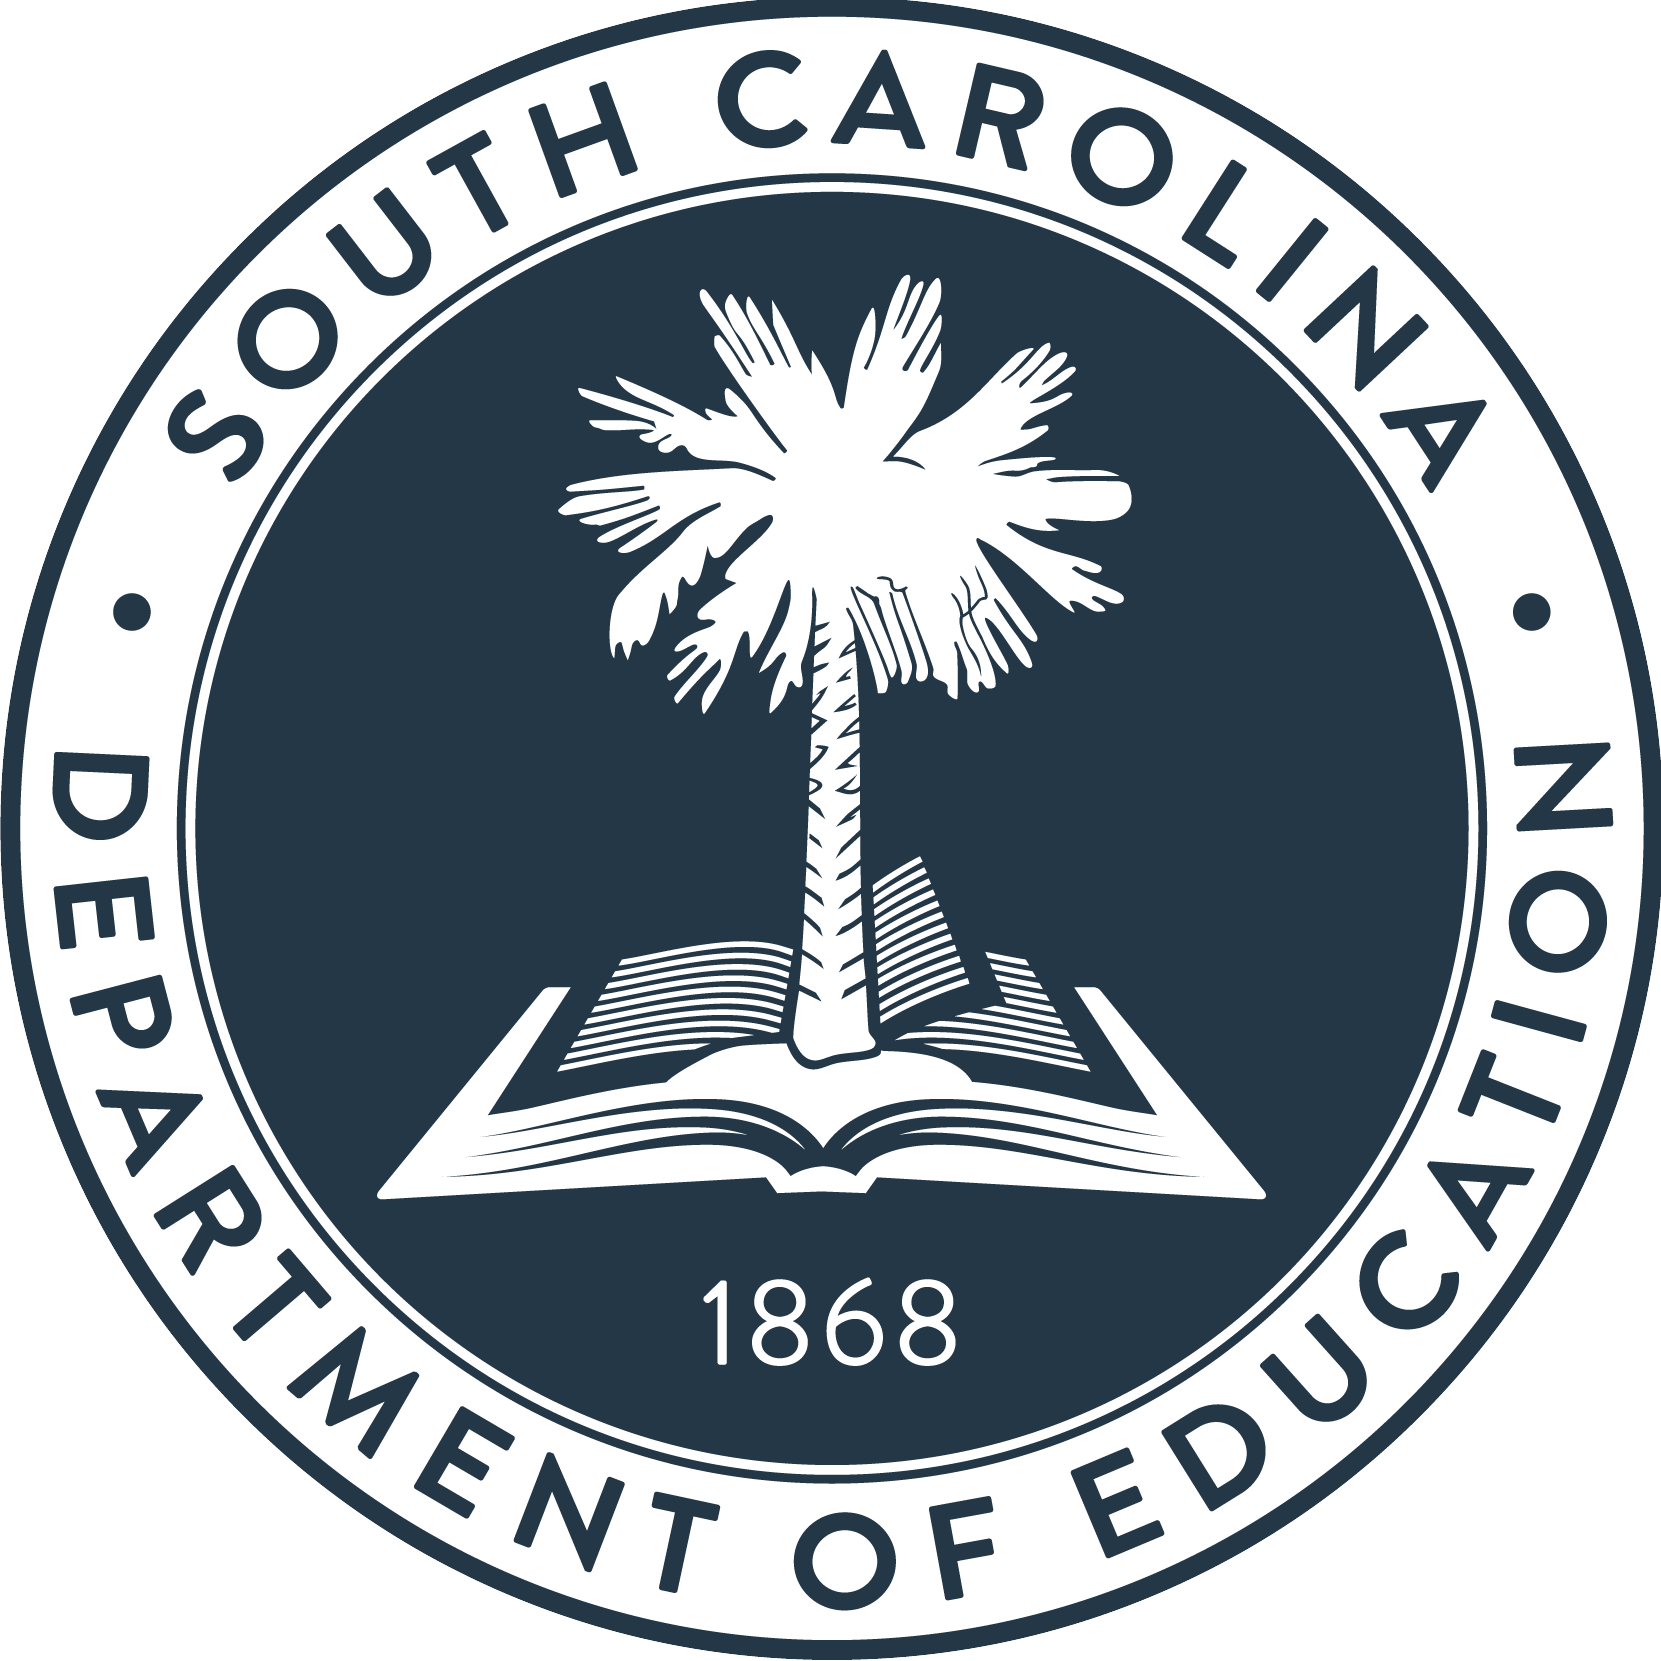 SOUTH CAROLINA
DEPARTMENT OF EDUCATION
1868